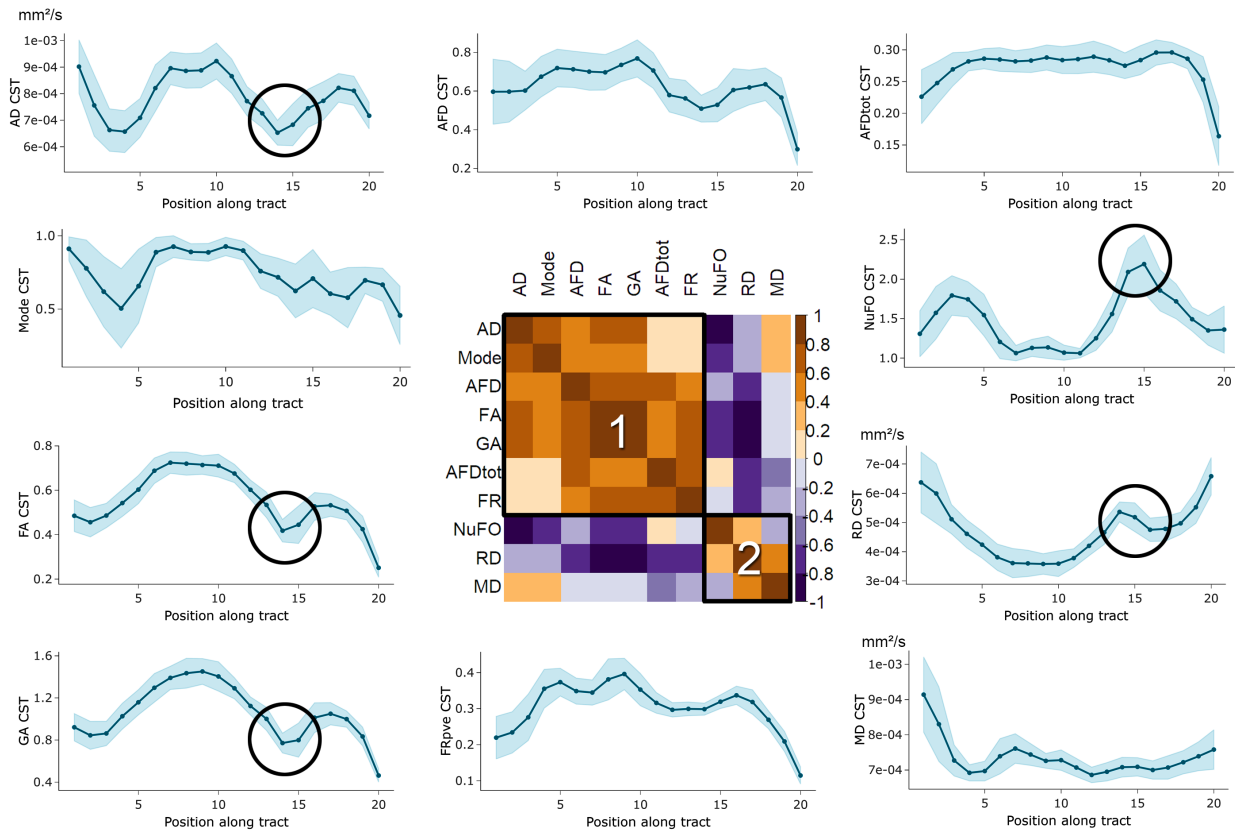 mm²/s
1e-03
9e-04
8e-04
7e-04
6e-04
AD CST
5 10 15 20
Position along tract
0.8
0.6
0.4
0.2
AFD CST
5 10 15 20
Position along tract
0.30
0.25
0.20
0.15
AFDtot CST
5 10 15 20
Position along tract
1.0
0.5
Mode CST
5 10 15 20
Position along tract
AD Mode AFD FA GA AFDtot FR NuFO RD MD
AD
Mode
AFD
FA
GA
AFDtot
FR
NuFO
RD
MD
1
2
1
0.8
0.6
0.4
0.2
0
-0.2
-0.4
-0.6
-0.8
-1
2.5
2.0
1.5
1.0
NuFO CST
5 10 15 20
Position along tract
0.8
0.6
0.4
0.2
FA CST
5 10 15 20
Position along tract
mm²/s
7e-04
6e-04
5e-04
4e-04
3e-04
RD CST
5 10 15 20
Position along tract
1.6
1.2
0.8
0.4
GA CST
5 10 15 20
Position along tract
0.4
0.3
0.2
0.1
FRpve CST
5 10 15 20
Position along tract
mm²/s
1e-03
9e-04
8e-04
7e-04
MD CST
5 10 15 20
Position along tract